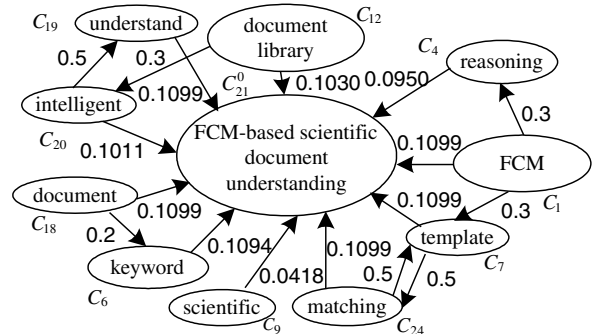 C19
understand
document
library
C12
0.5
0.3
C4
reasoning
intelligent
0.1099
C⁰21
0.1030
0.0950
C20
0.1011
FCM-based scientific
document
understanding
0.3
0.1099
FCM
C1
document
0.1099
C18
0.1099
0.3
0.2
0.1094
template
keyword
0.1099
C7
C6
0.0418
0.5
0.5
scientific
C9
matching
C24